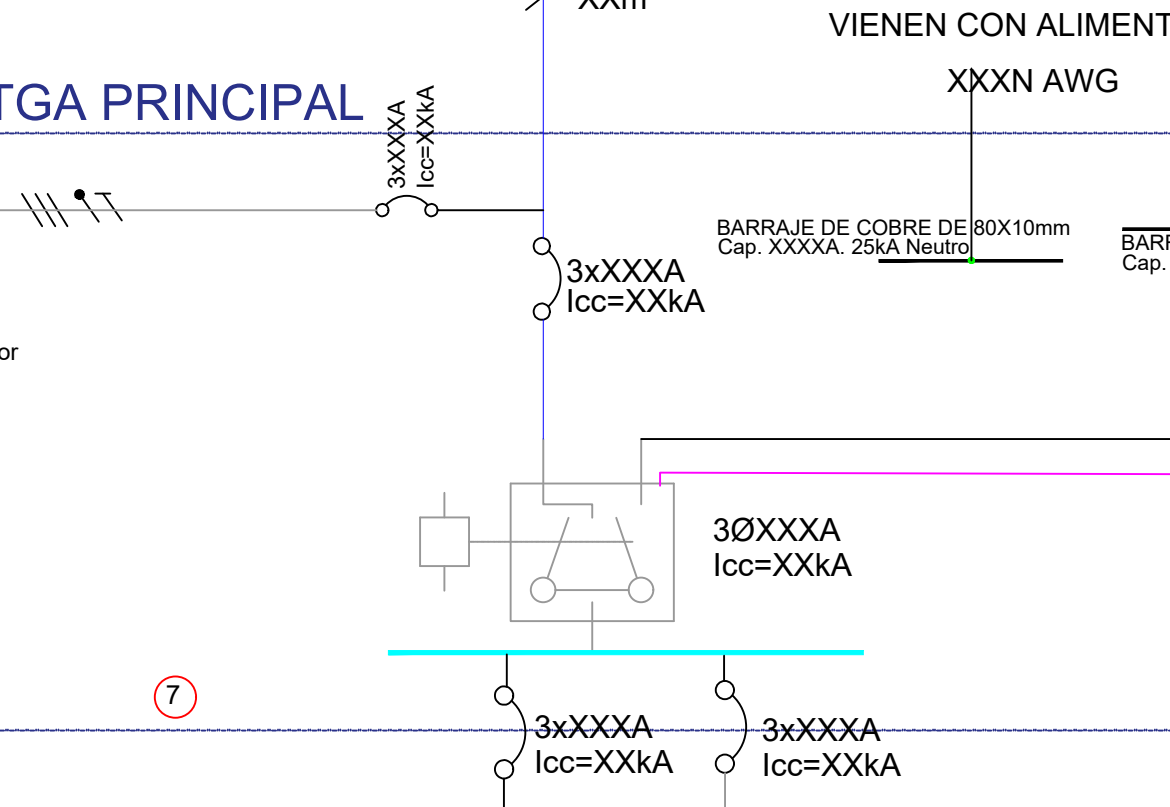 XXm
VIENEN CON ALIMENT
TGA PRINCIPAL
3xXXXA
Icc=XXkA
XXXN AWG
BARRAJE DE COBRE DE 80X10mm
Cap. XXXXA. 25kA Neutro
BARR
Cap.
3xXXXA
Icc=XXkA
or
3ØXXXA
Icc=XXkA
7
3xXXXA
Icc=XXkA
3xXXXA
Icc=XXkA